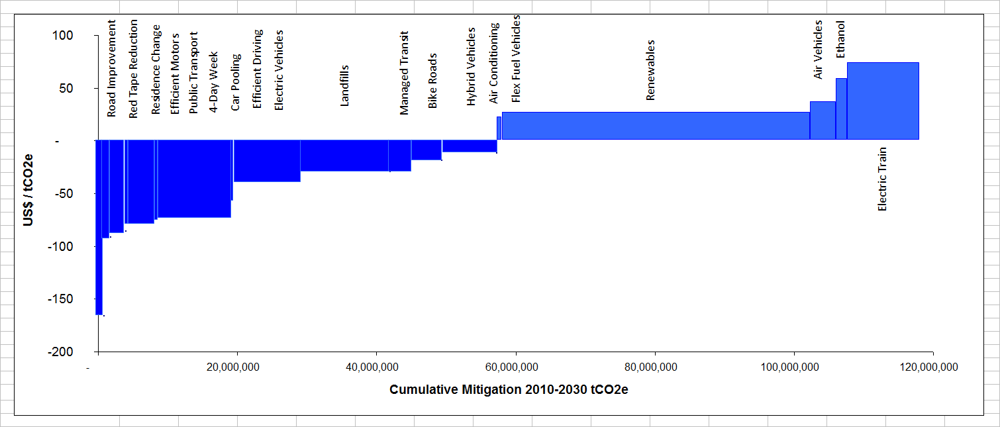 Road Improvement
Red Tape Reduction
Residence Change
Efficient Motors
Public Transport
4-Day Week
Car Pooling
Efficient Driving
Electric Vehicles
Landfills
Managed Transit
Bike Roads
Hybrid Vehicles
Air Conditioning
Flex Fuel Vehicles
Renewables
Air Vehicles
Ethanol
Electric Train
US$ / tCO2e
100
50
-
-50
-100
-150
-200
-
20,000,000
40,000,000
60,000,000
80,000,000
100,000,000
120,000,000
Cumulative Mitigation 2010-2030 tCO2e